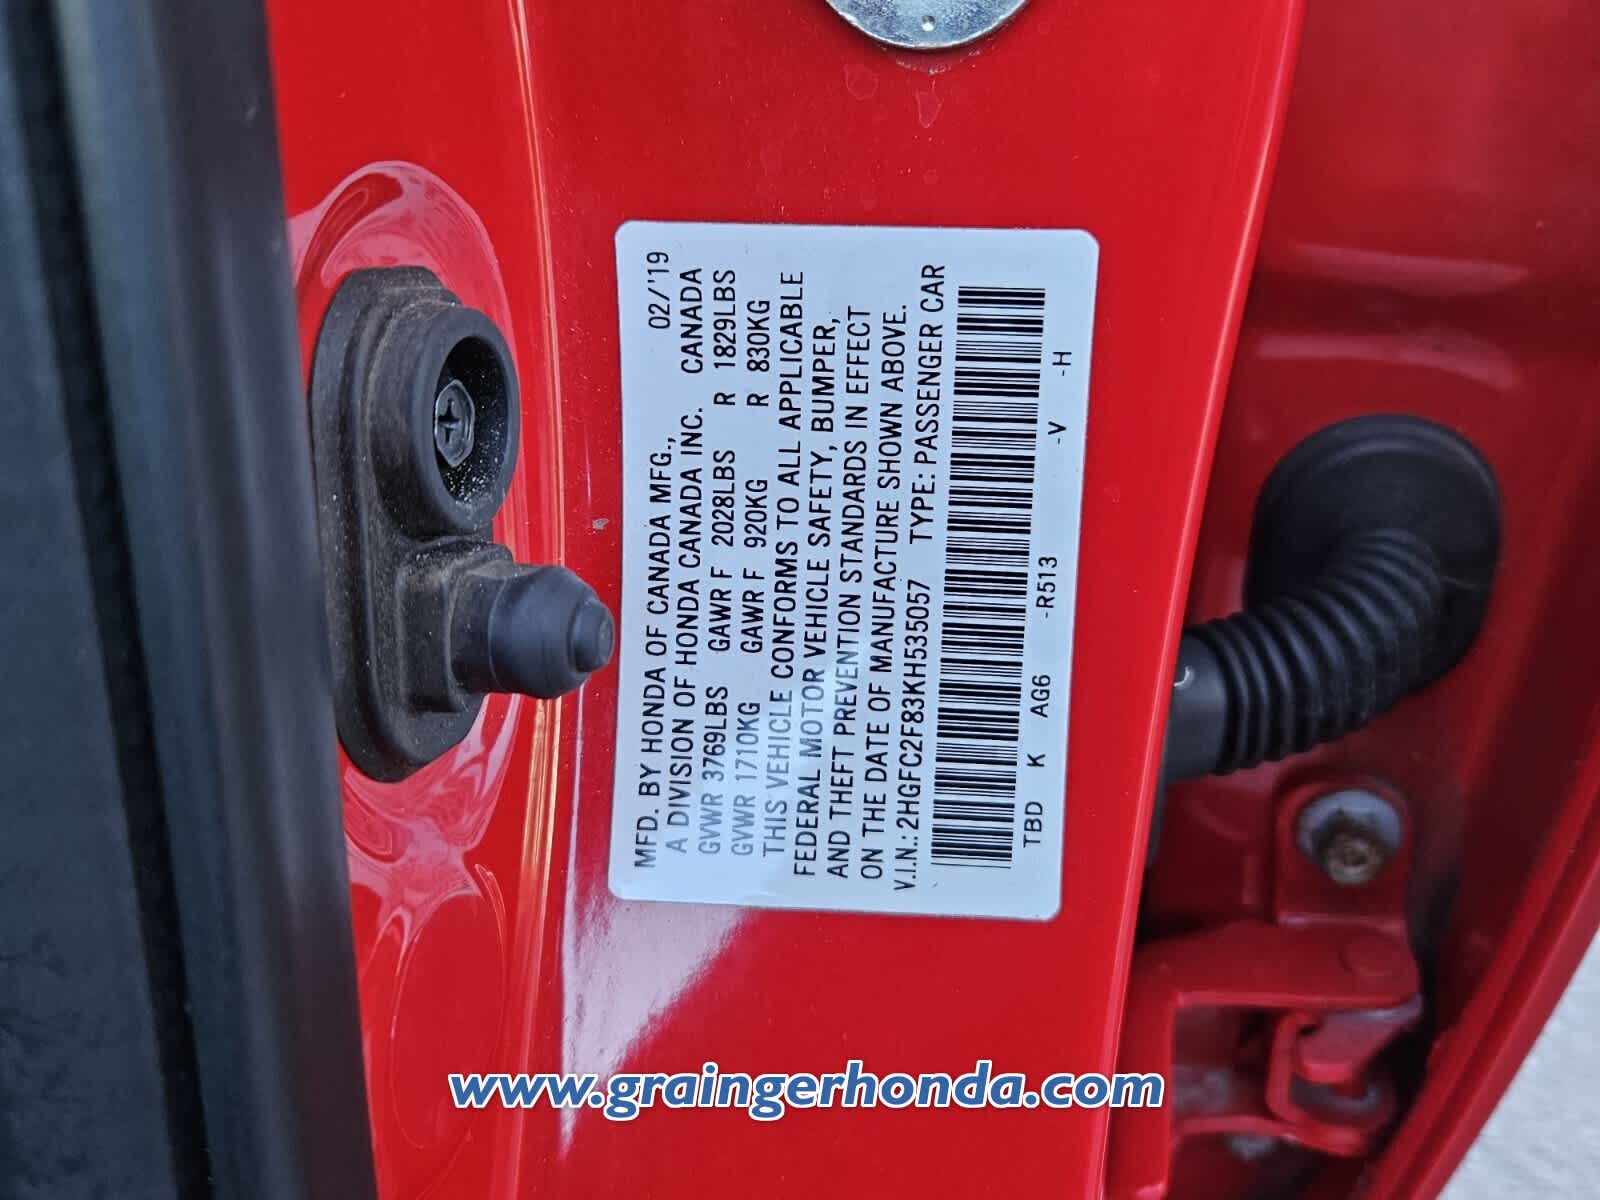 MFD. BY HONDA OF CANADA MFG., 02/'19
A DIVISION OF HONDA CANADA INC. CANADA
GVWR 3769LBS GAWR F 2028LBS R 1829LBS
GVWR 1710KG GAWR F 920KG R 830KG
THIS VEHICLE CONFORMS TO ALL APPLICABLE
FEDERAL MOTOR VEHICLE SAFETY, BUMPER,
AND THEFT PREVENTION STANDARDS IN EFFECT
ON THE DATE OF MANUFACTURE SHOWN ABOVE.
V.I.N.: 2HGFC2F83KH535057 TYPE: PASSENGER CAR
TBD K AG6 -R513 -V -H
www.graingerhonda.com